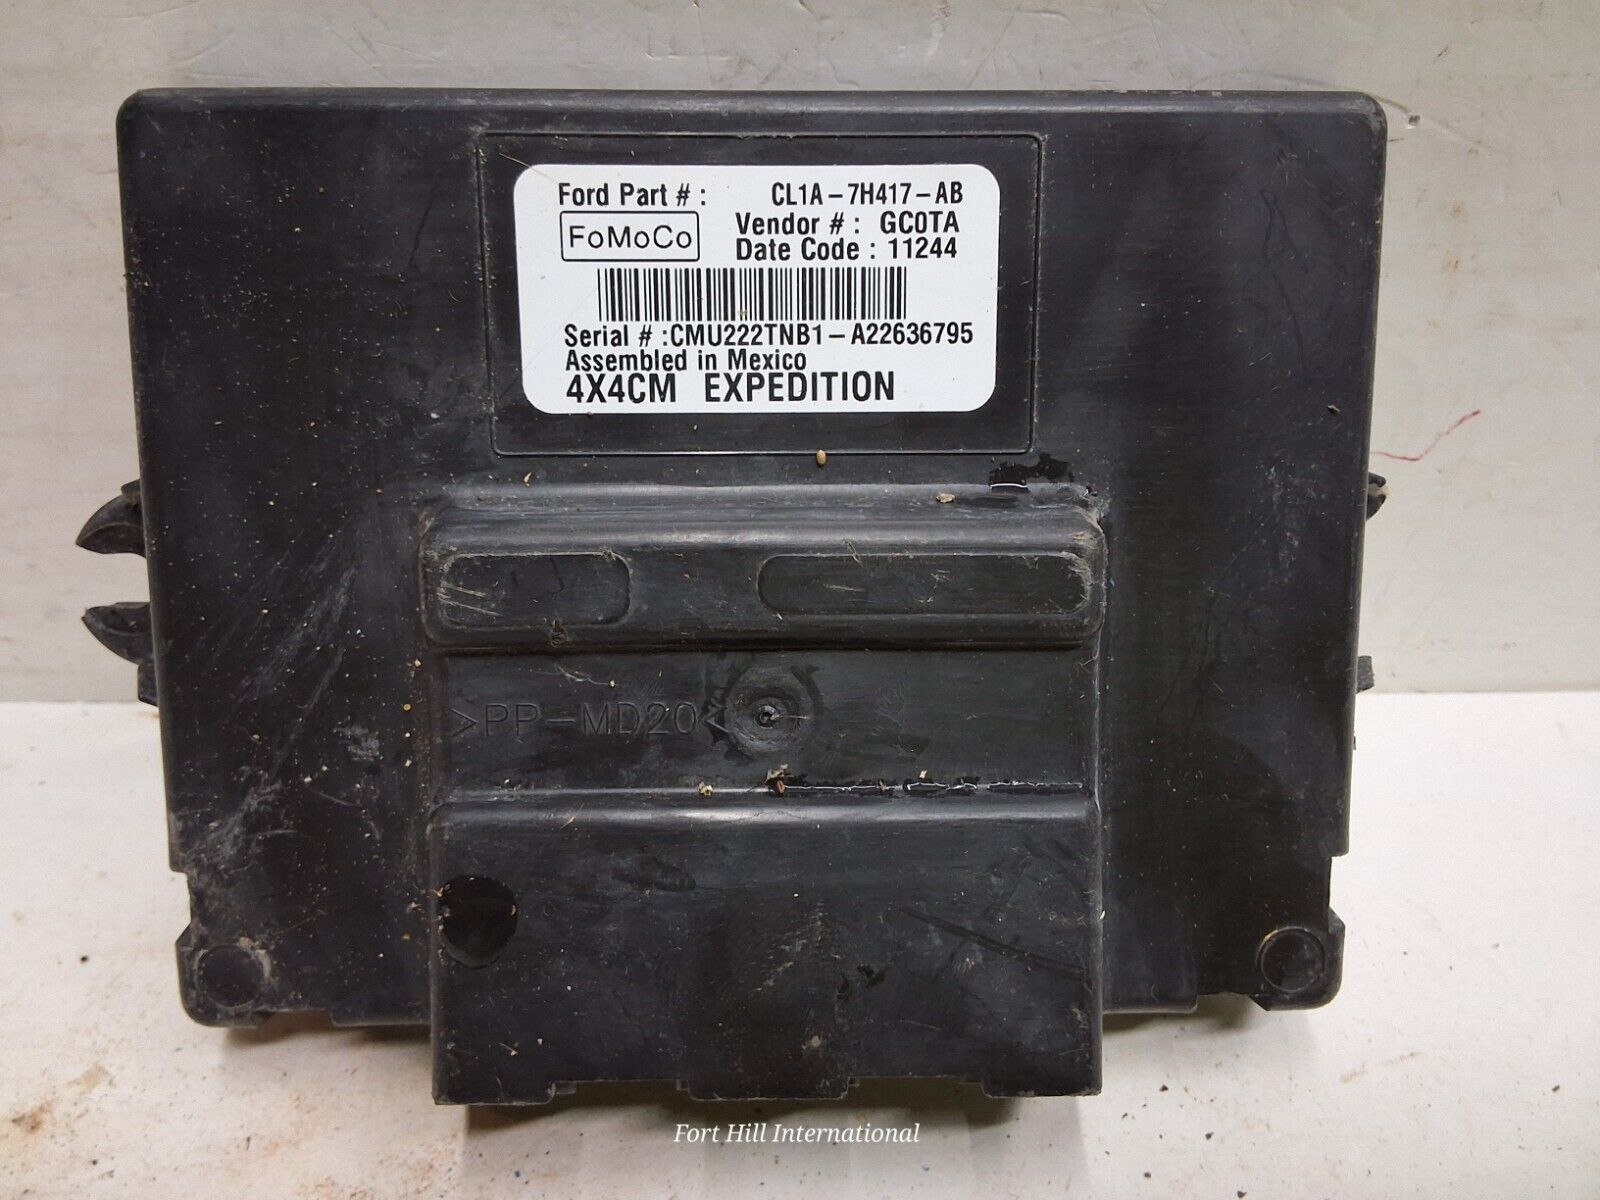 Ford Part # : CL1A-7H417-AB
FoMoCo Vendor # : GC0TA
Date Code : 11244
Serial # :CMU222TNB1-A22636795
Assembled in Mexico
4X4CM EXPEDITION
>PP-MD20<
Fort Hill International